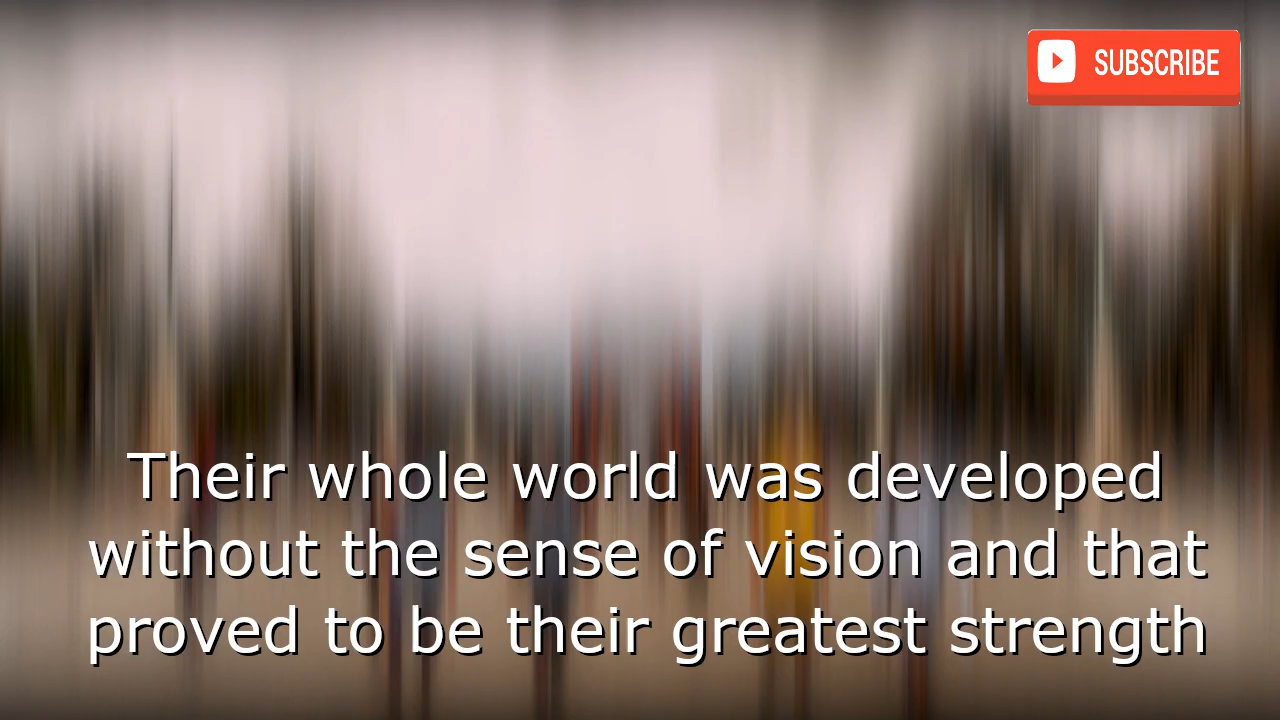 SUBSCRIBE
Their whole world was developed
without the sense of vision and that
proved to be their greatest strength